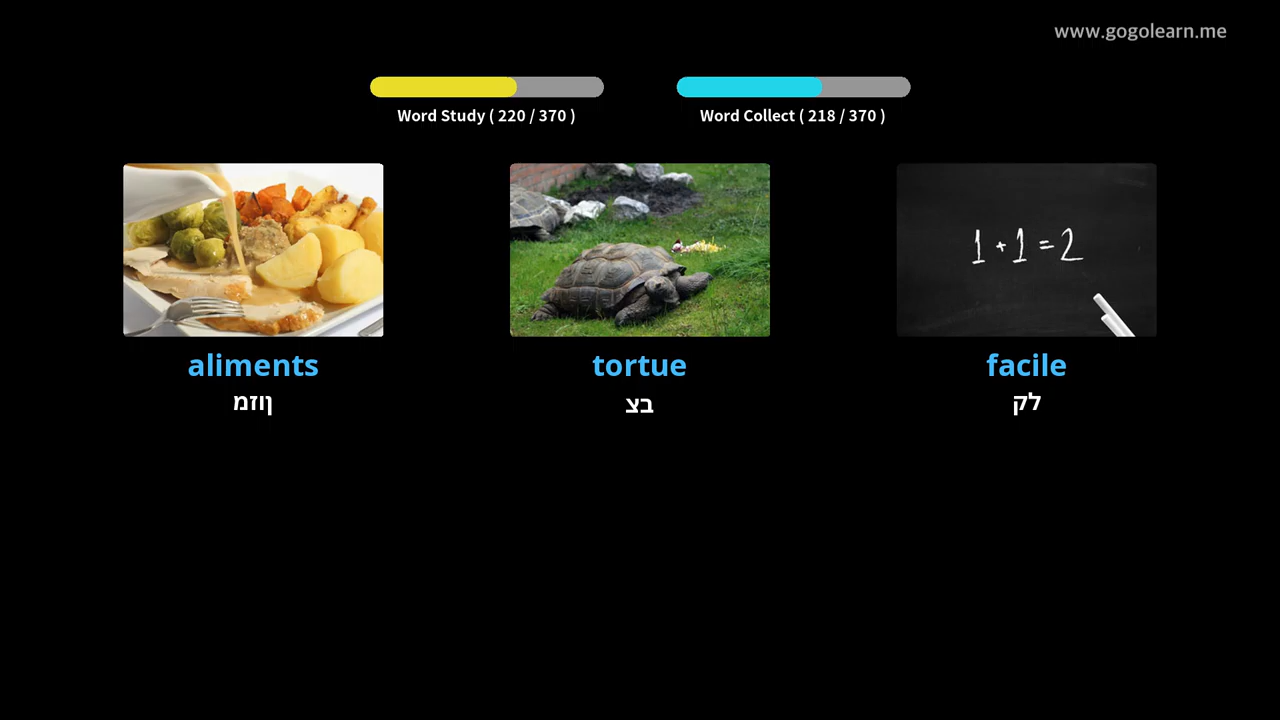 www.gogolearn.me
Word Study ( 220 / 370 )
Word Collect ( 218 / 370 )
1 + 1 = 2
aliments
ןוזמ
tortue
בצ
facile
לק